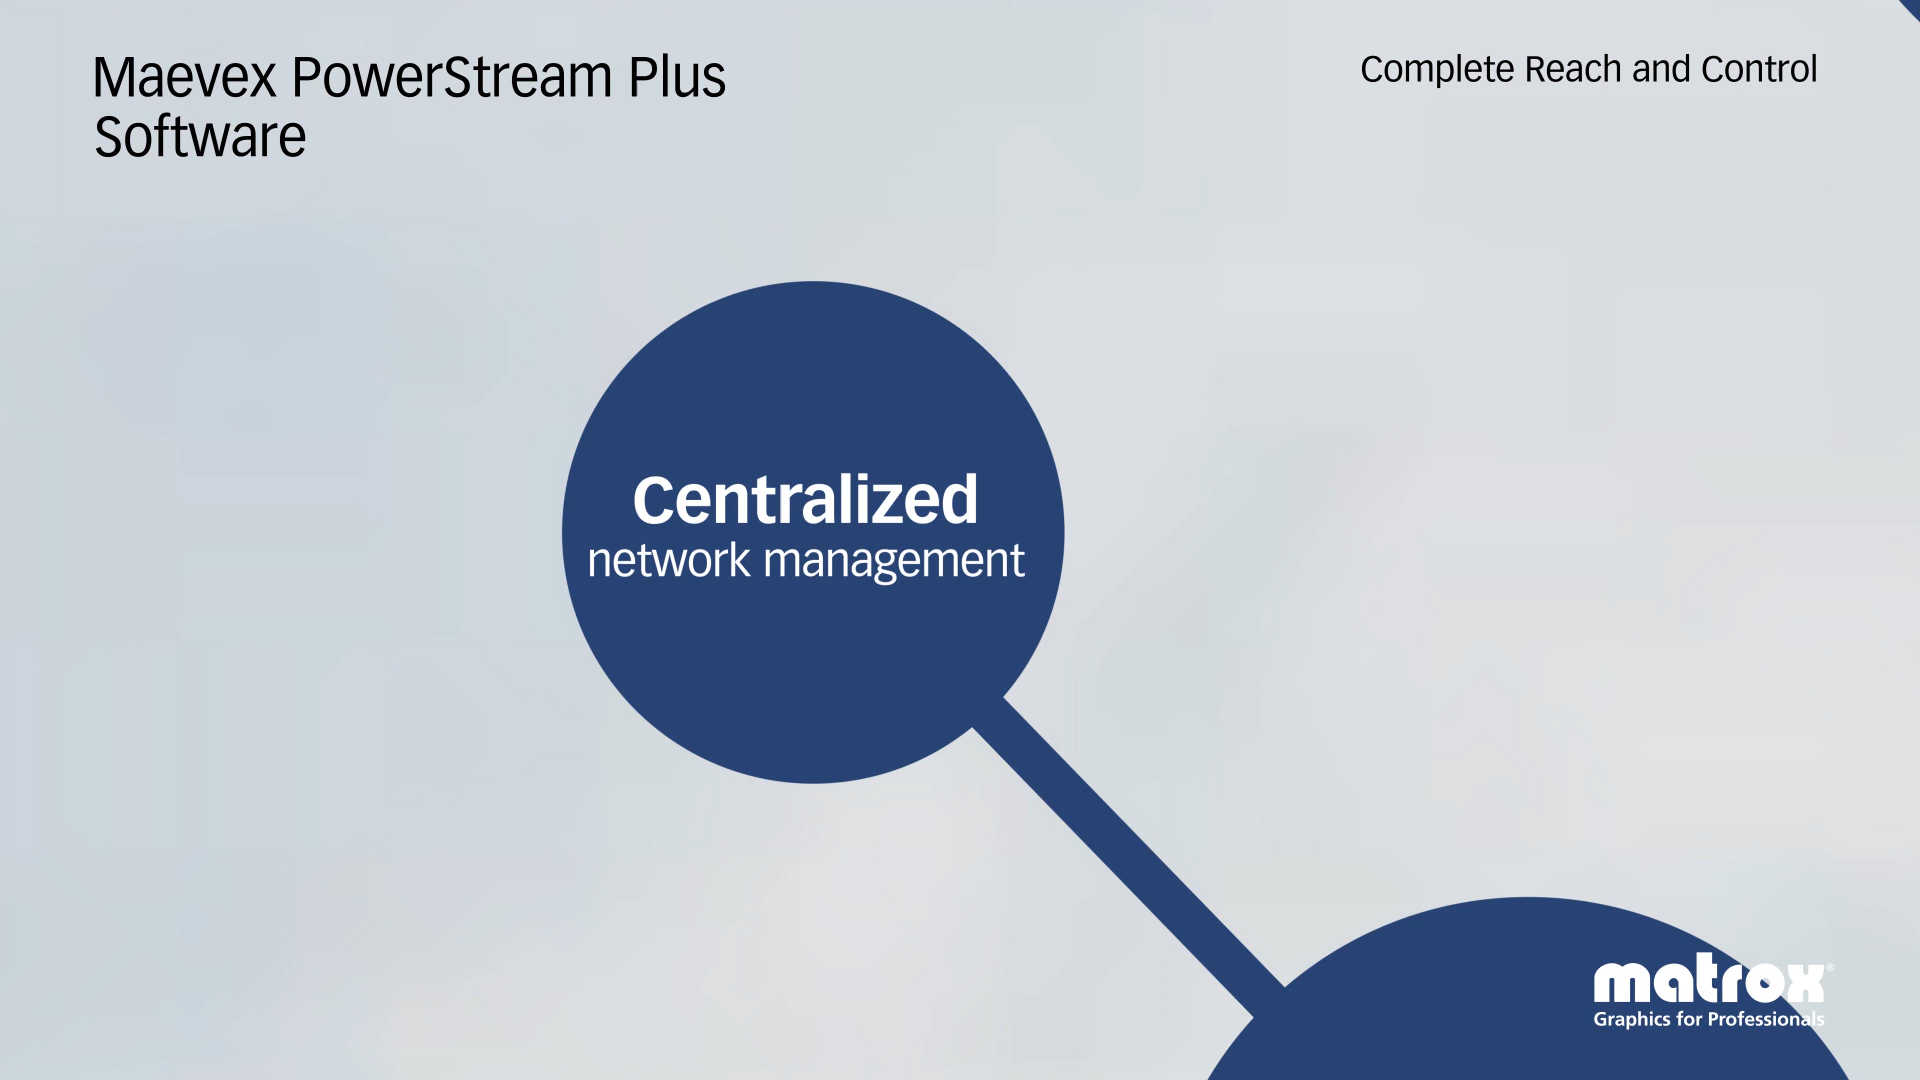 Maevex PowerStream Plus
Software
Complete Reach and Control
Centralized
network management
matrox®
Graphics for Professionals